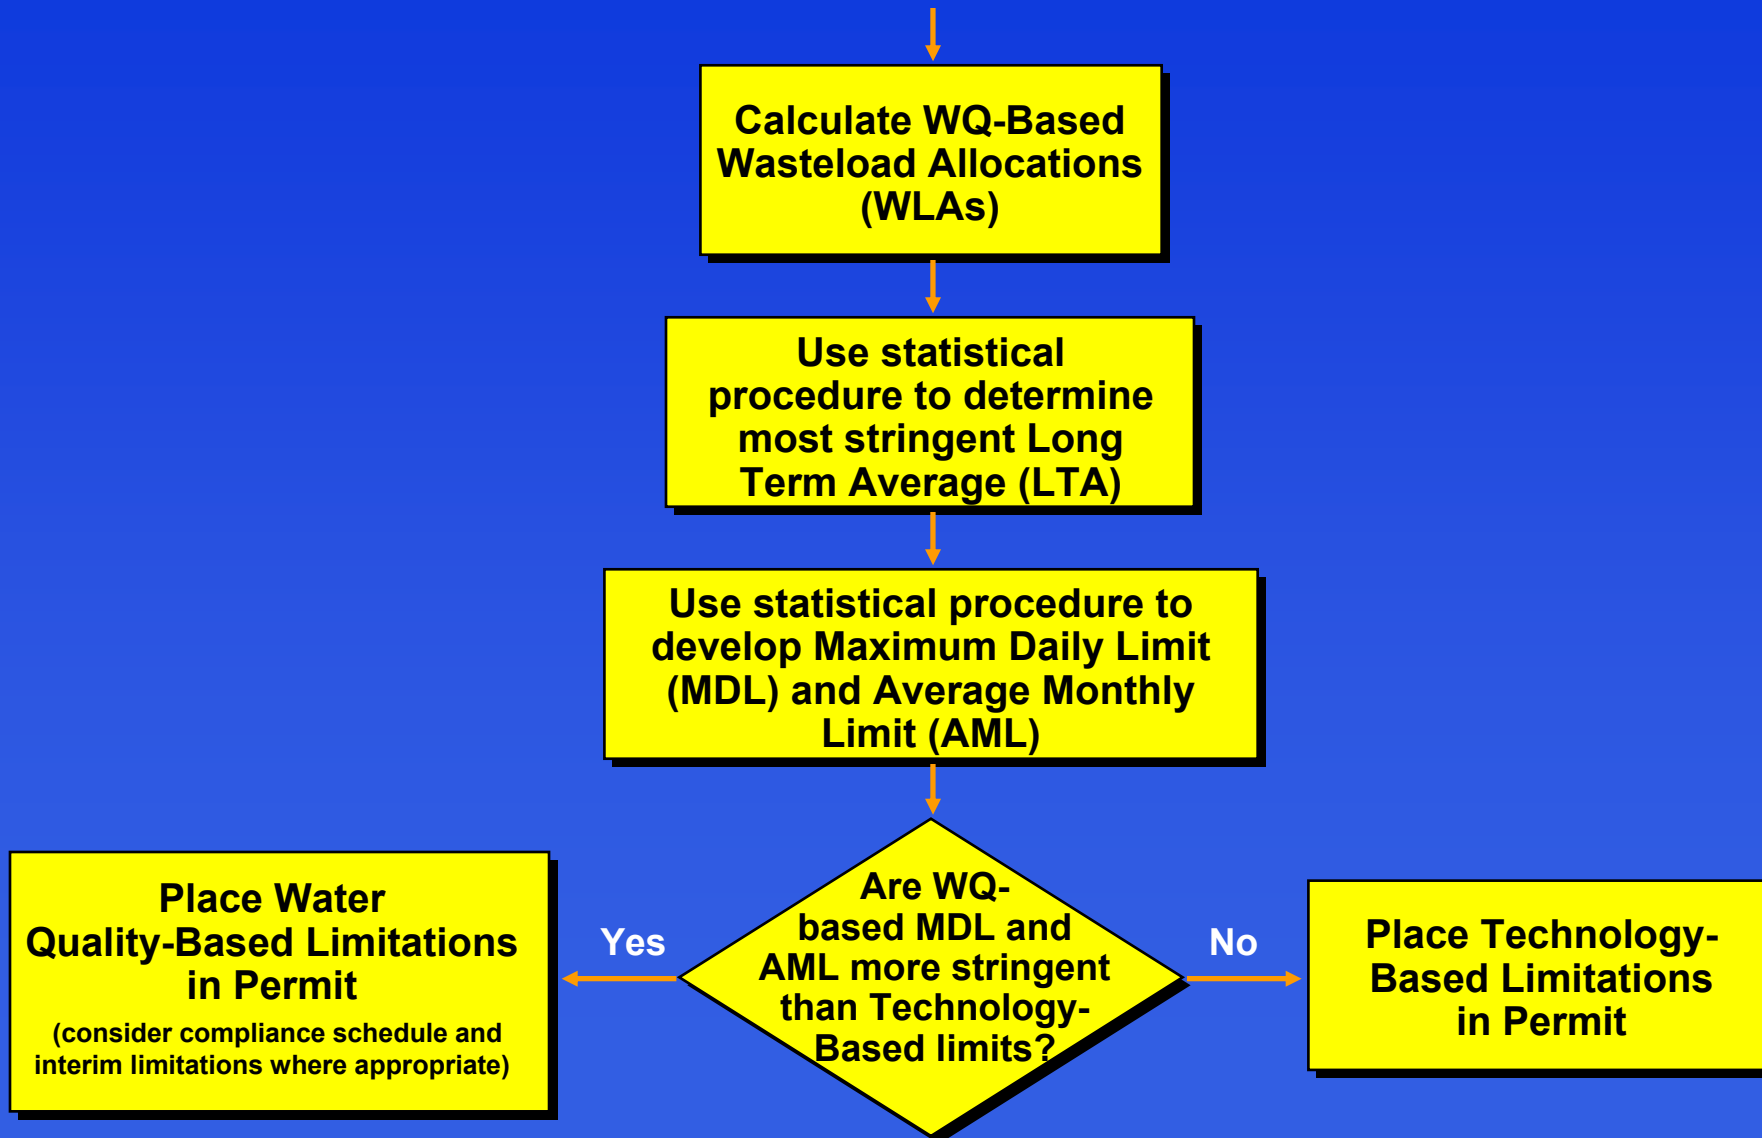 Calculate WQ-Based
Wasteload Allocations
(WLAs)
Use statistical
procedure to determine
most stringent Long
Term Average (LTA)
Use statistical procedure to
develop Maximum Daily Limit
(MDL) and Average Monthly
Limit (AML)
Place Water
Quality-Based Limitations
in Permit
(consider compliance schedule and
interim limitations where appropriate)
Yes
Are WQ-
based MDL and
AML more stringent
than Technology-
Based limits?
No
Place Technology-
Based Limitations
in Permit